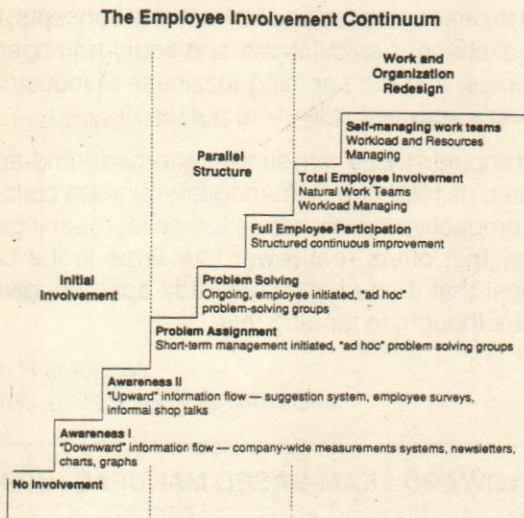 The Employee Involvement Continuum
Work and
Organization
Redesign
Self-managing work teams
Workload and Resources
Managing
Parallel
Structure
Total Employee Involvement
Natural Work Teams
Workload Managing
Full Employee Participation
Structured continuous improvement
Initial
Involvement
Problem Solving
Ongoing, employee initiated, "ad hoc"
problem-solving groups
Problem Assignment
Short-term management initiated, "ad hoc" problem solving groups
Awareness II
"Upward" information flow — suggestion system, employee surveys,
informal shop talks
Awareness I
"Downward" information flow — company-wide measurements systems, newsletters,
charts, graphs
No Involvement